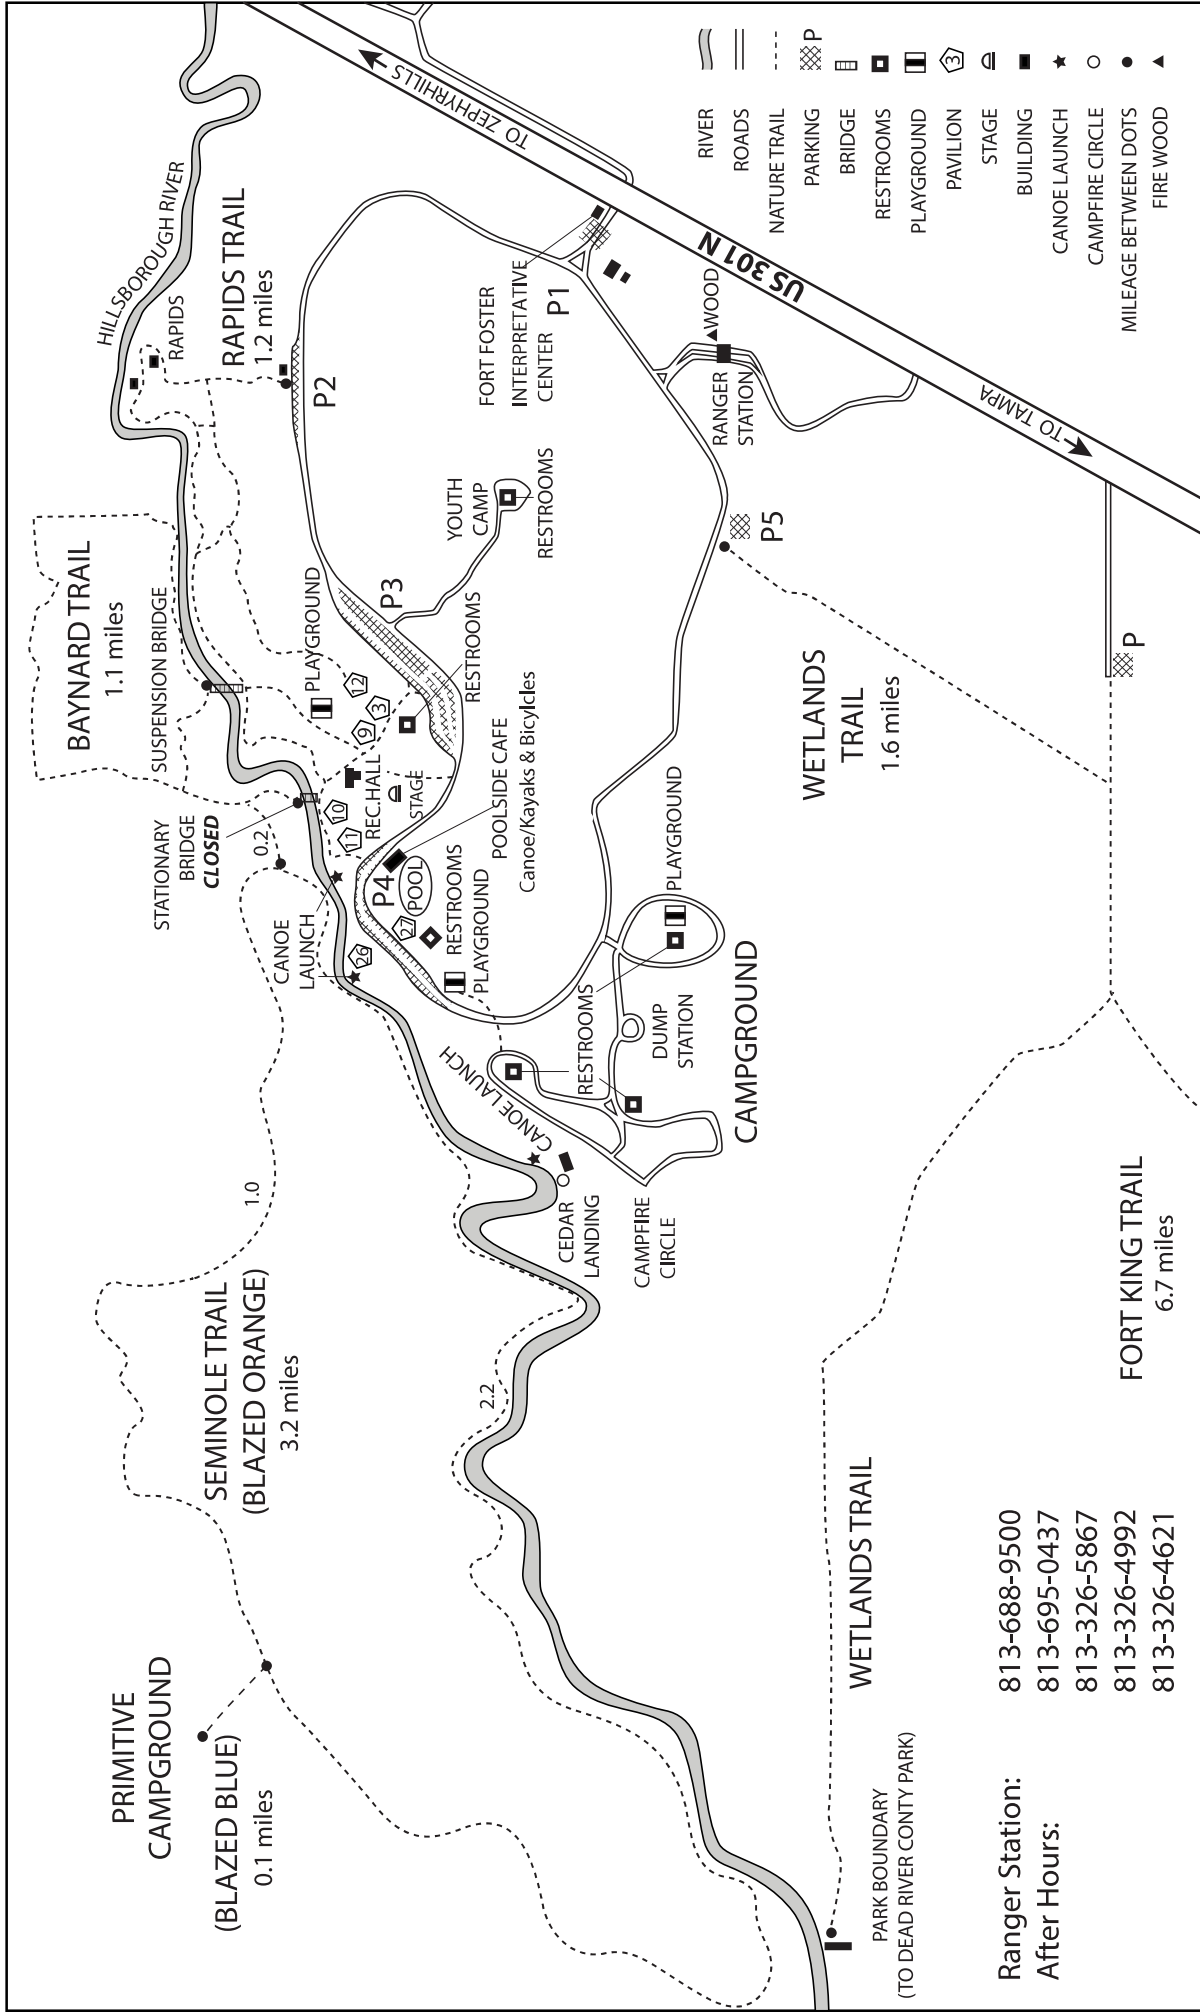 PRIMITIVE
CAMPGROUND
(BLAZED BLUE)
0.1 miles
SEMINOLE TRAIL
(BLAZED ORANGE)
3.2 miles
1.0
2.2
0.2
BAYNARD TRAIL
1.1 miles
SUSPENSION BRIDGE
STATIONARY
BRIDGE
CLOSED
CANOE
LAUNCH
HILLSBOROUGH RIVER
RAPIDS
RAPIDS TRAIL
1.2 miles
P2
TO ZEPHYRHILLS
US 301 N
TO TAMPA
PLAYGROUND
12
3
9
10
11
REC.HALL
STAGE
P3
YOUTH
CAMP
RESTROOMS
RESTROOMS
FORT FOSTER
INTERPRETATIVE
CENTER
P1
P4
POOL
26
27
RESTROOMS
PLAYGROUND
POOLSIDE CAFE
Canoe/Kayaks & Bicylcles
CANOE LAUNCH
CEDAR
LANDING
CAMPFIRE
CIRCLE
RESTROOMS
DUMP
STATION
PLAYGROUND
CAMPGROUND
WOOD
RANGER
STATION
P5
WETLANDS
TRAIL
1.6 miles
P
WETLANDS TRAIL
PARK BOUNDARY
(TO DEAD RIVER CONTY PARK)
FORT KING TRAIL
6.7 miles
Ranger Station: 813-688-9500
After Hours: 813-695-0437
813-326-5867
813-326-4992
813-326-4621
RIVER
ROADS
NATURE TRAIL
PARKING P
BRIDGE
RESTROOMS
PLAYGROUND
PAVILION 3
STAGE
BUILDING
CANOE LAUNCH
CAMPFIRE CIRCLE
MILEAGE BETWEEN DOTS
FIRE WOOD